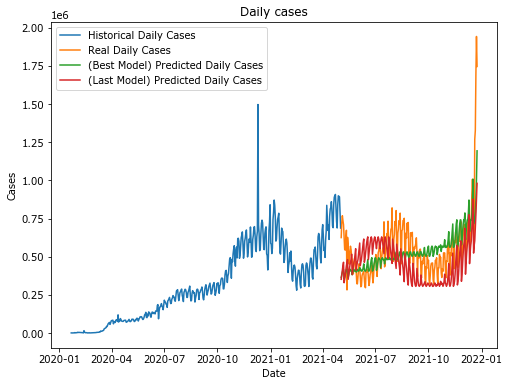 Daily cases
1e6
Historical Daily Cases
Real Daily Cases
(Best Model) Predicted Daily Cases
(Last Model) Predicted Daily Cases
2.00
1.75
1.50
1.25
1.00
0.75
0.50
0.25
0.00
Cases
2020-01 2020-04 2020-07 2020-10 2021-01 2021-04 2021-07 2021-10 2022-01
Date